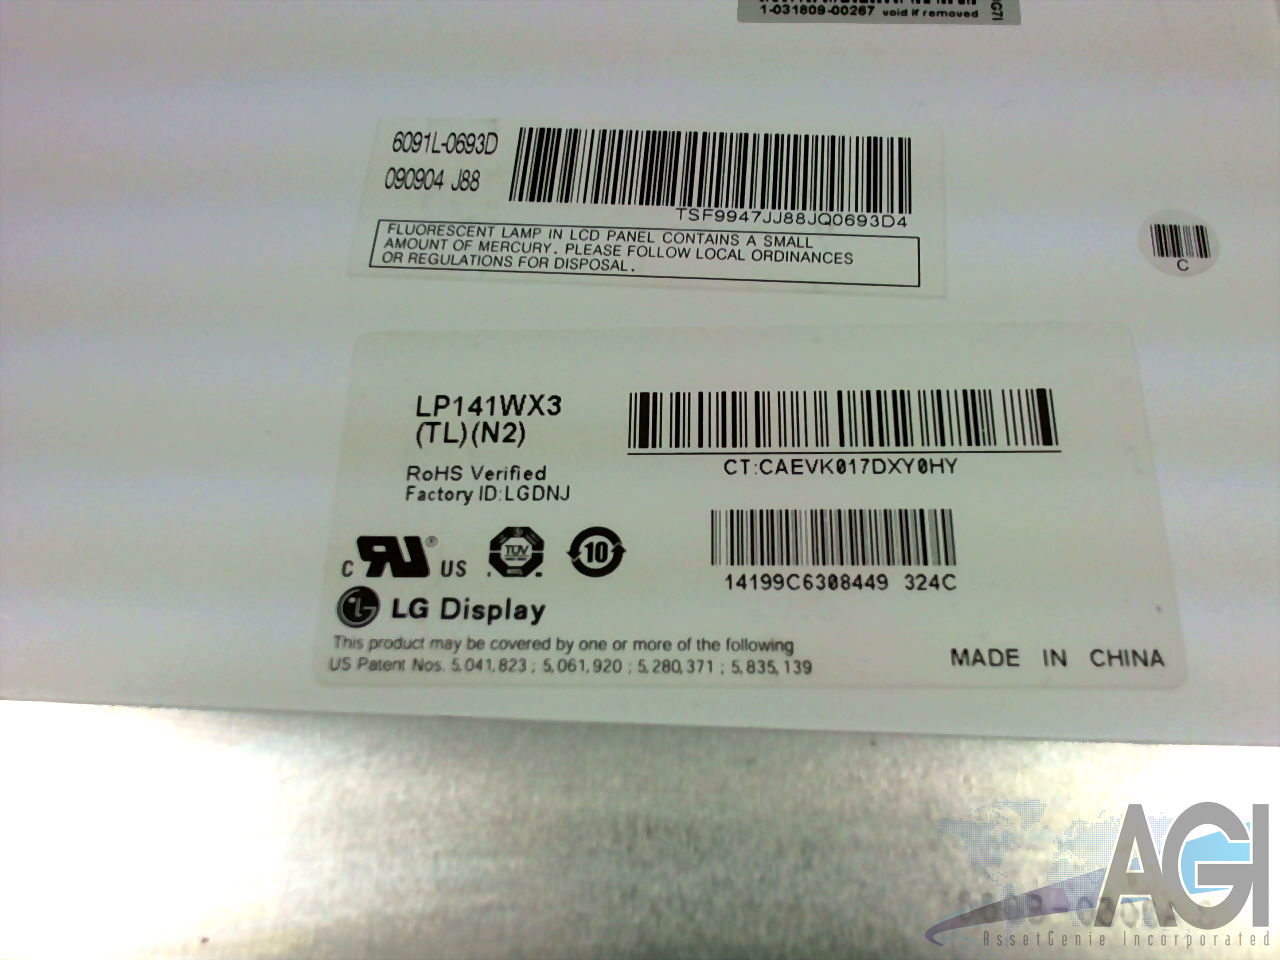 1-031809-00267 void if removed
6091L-0693D
090904 J88
TSF9947JJ88JQ0693D4
FLUORESCENT LAMP IN LCD PANEL CONTAINS A SMALL
AMOUNT OF MERCURY. PLEASE FOLLOW LOCAL ORDINANCES
OR REGULATIONS FOR DISPOSAL.
C
LP141WX3
(TL)(N2)
CT:CAEVK017DXY0HY
RoHS Verified
Factory ID:LGDNJ
14199C6308449 324C
C RU ® US
TÜV
10
LG Display
This product may be covered by one or more of the following
US Patent Nos. 5,041,823 ; 5,061,920 ; 5,280,371 ; 5,835,139
MADE IN CHINA
AGI
AssetGenie Incorporated